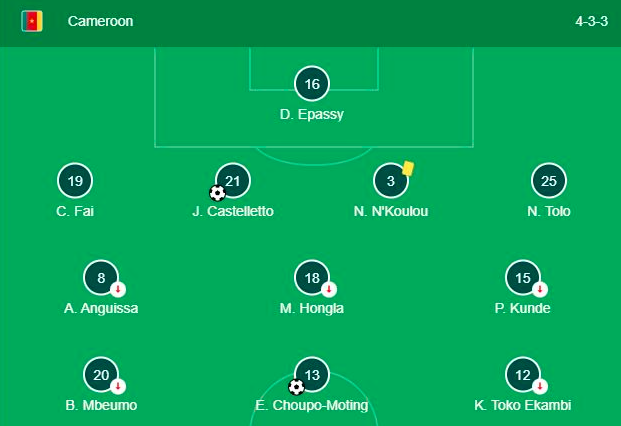 Cameroon 4-3-3
16
D. Epassy
19 21 3 25
C. Fai J. Castelletto N. N'Koulou N. Tolo
8 18 15
A. Anguissa M. Hongla P. Kunde
20 13 12
B. Mbeumo E. Choupo-Moting K. Toko Ekambi